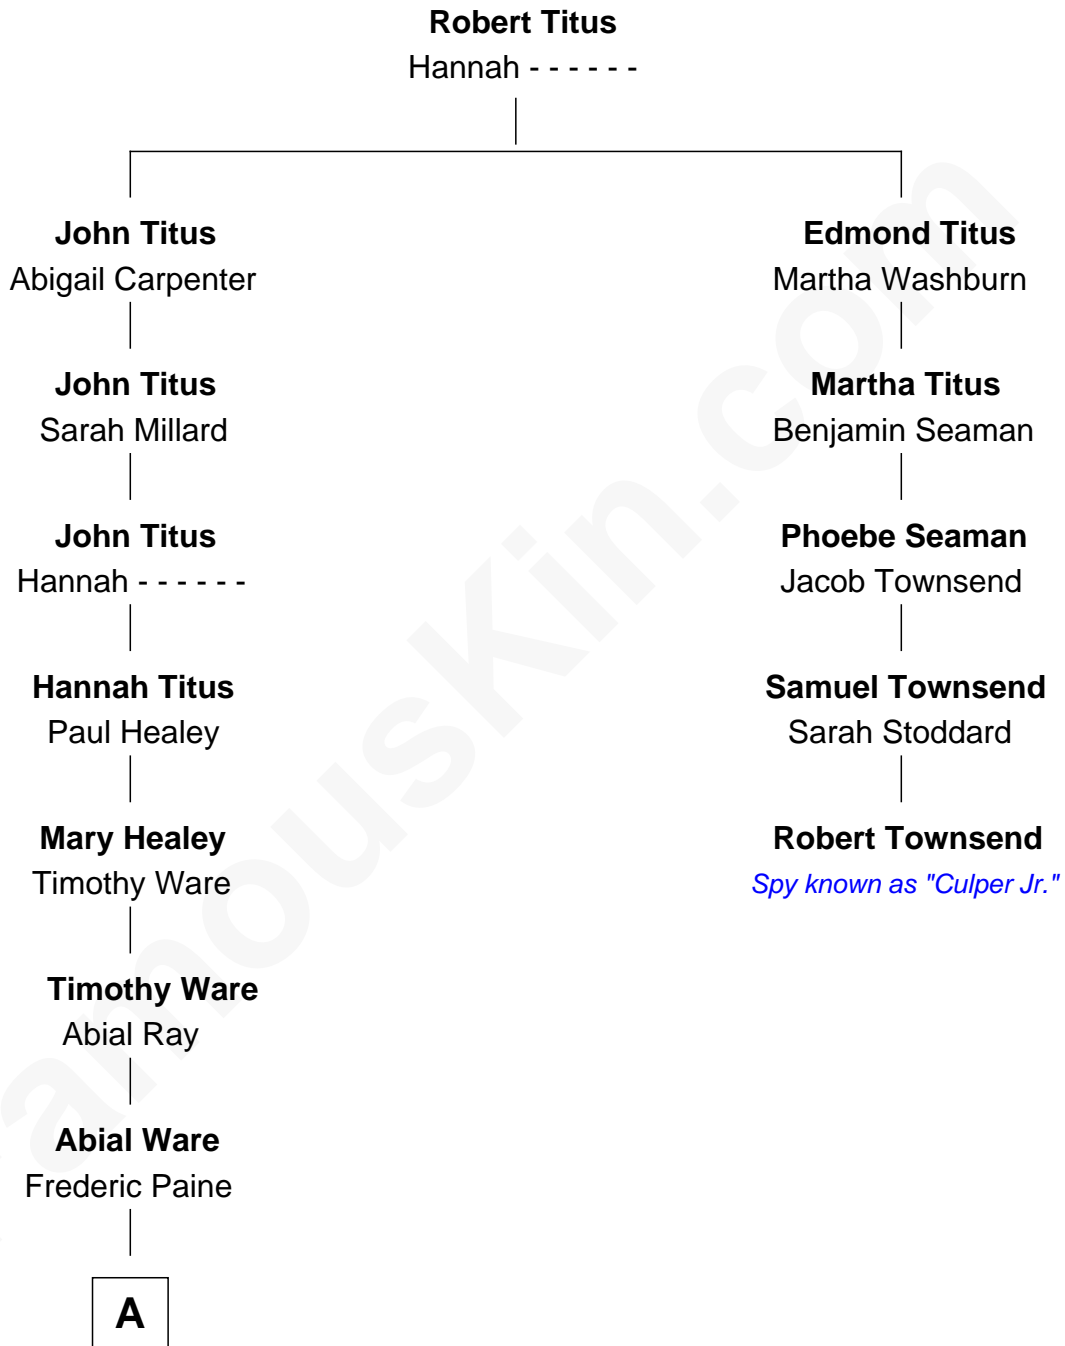 Robert Titus
Hannah - - - - - -
John Titus
Abigail Carpenter
Edmond Titus
Martha Washburn
John Titus
Sarah Millard
Martha Titus
Benjamin Seaman
John Titus
Hannah - - - - - -
Phoebe Seaman
Jacob Townsend
Hannah Titus
Paul Healey
Samuel Townsend
Sarah Stoddard
Mary Healey
Timothy Ware
Robert Townsend
Spy known as "Culper Jr."
Timothy Ware
Abial Ray
Abial Ware
Frederic Paine
A
amouskin.com